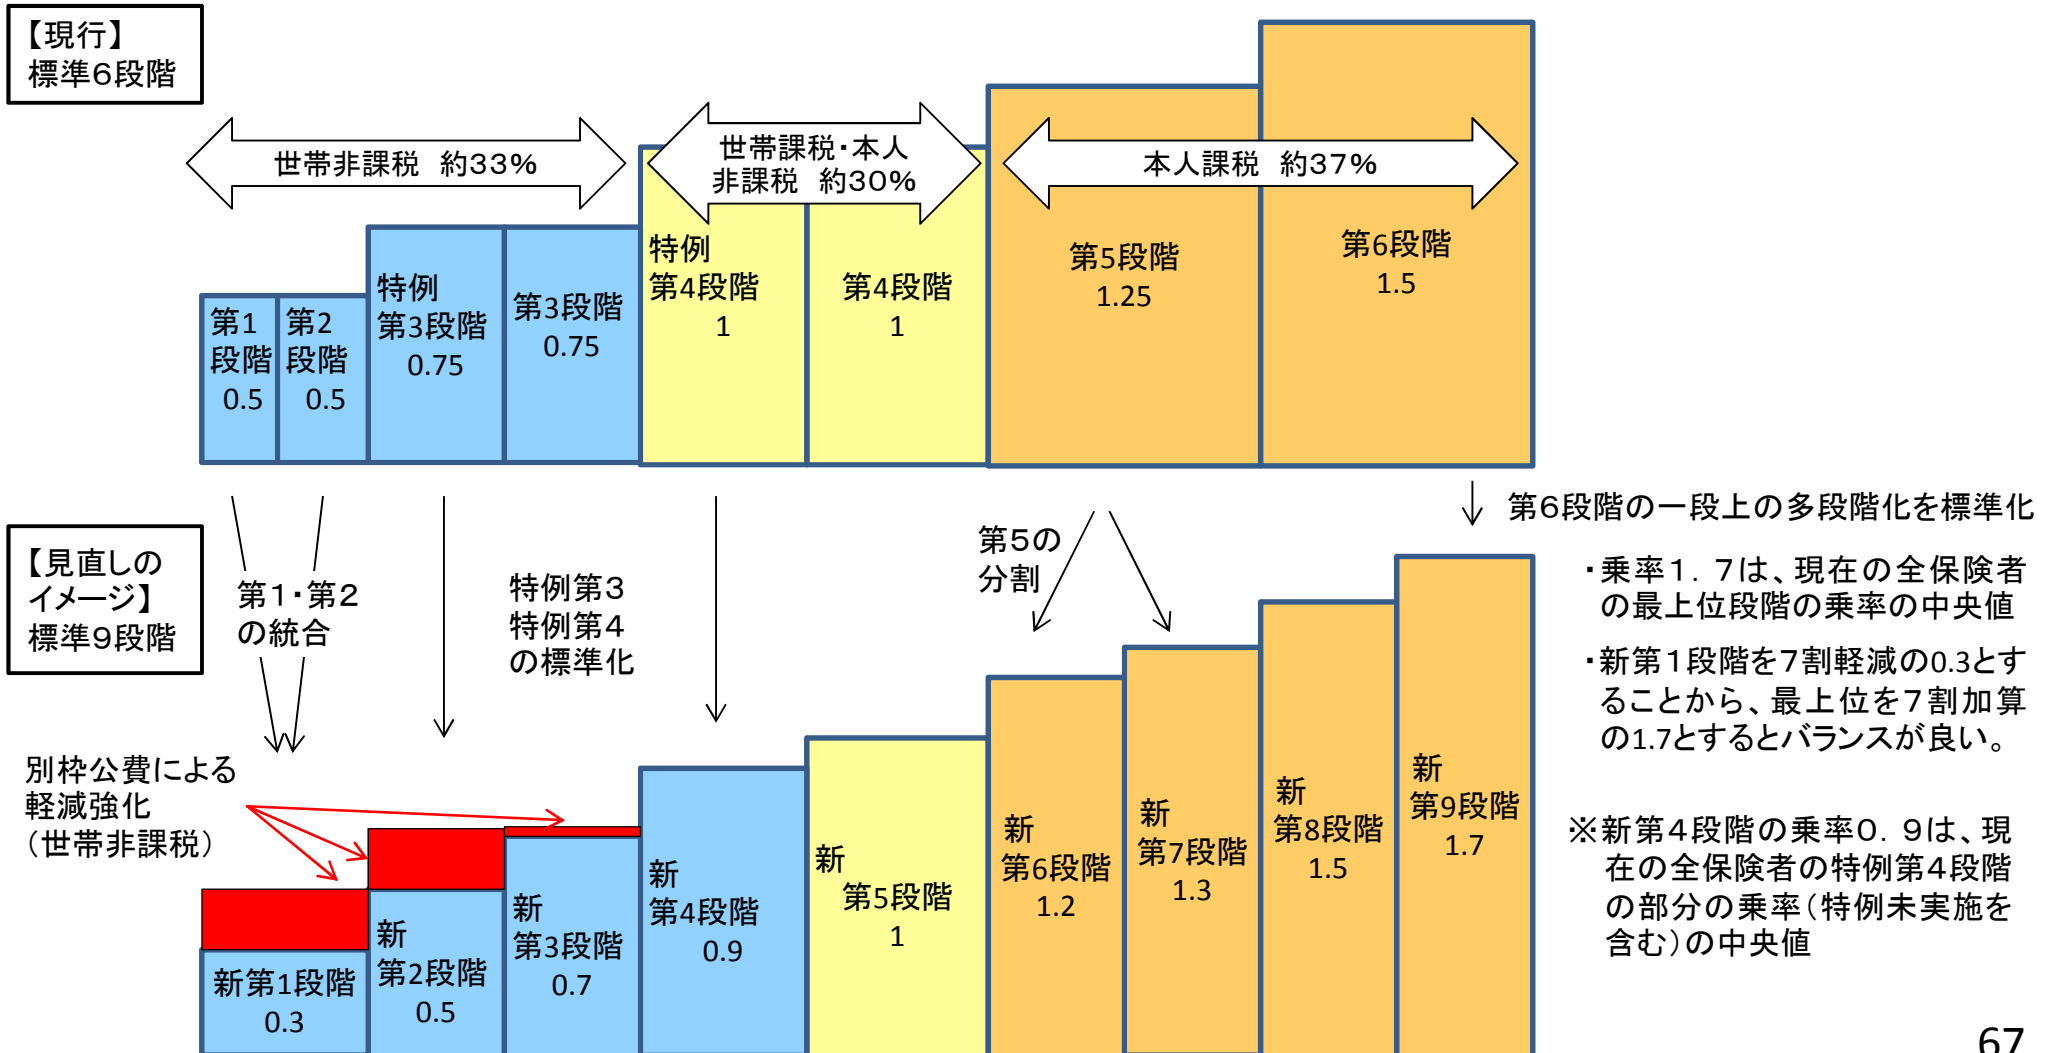 【現行】
標準6段階
世帯非課税　約33%
世帯課税・本人
非課税　約30%
本人課税　約37%
第1
段階
0.5
第2
段階
0.5
特例
第3段階
0.75
第3段階
0.75
特例
第4段階
1
第4段階
1
第5段階
1.25
第6段階
1.5
【見直しの
イメージ】
標準9段階
第1・第2
の統合
特例第3
特例第4
の標準化
第5の
分割
第6段階の一段上の多段階化を標準化
・乗率1．7は、現在の全保険者
の最上位段階の乗率の中央値
・新第1段階を7割軽減の0.3とす
ることから、最上位を7割加算
の1.7とするとバランスが良い。
※新第4段階の乗率0．9は、現
在の全保険者の特例第4段階
の部分の乗率（特例未実施を
含む）の中央値
別枠公費による
軽減強化
（世帯非課税）
新第1段階
0.3
新
第2段階
0.5
新
第3段階
0.7
新
第4段階
0.9
新
第5段階
1
新
第6段階
1.2
新
第7段階
1.3
新
第8段階
1.5
新
第9段階
1.7
67